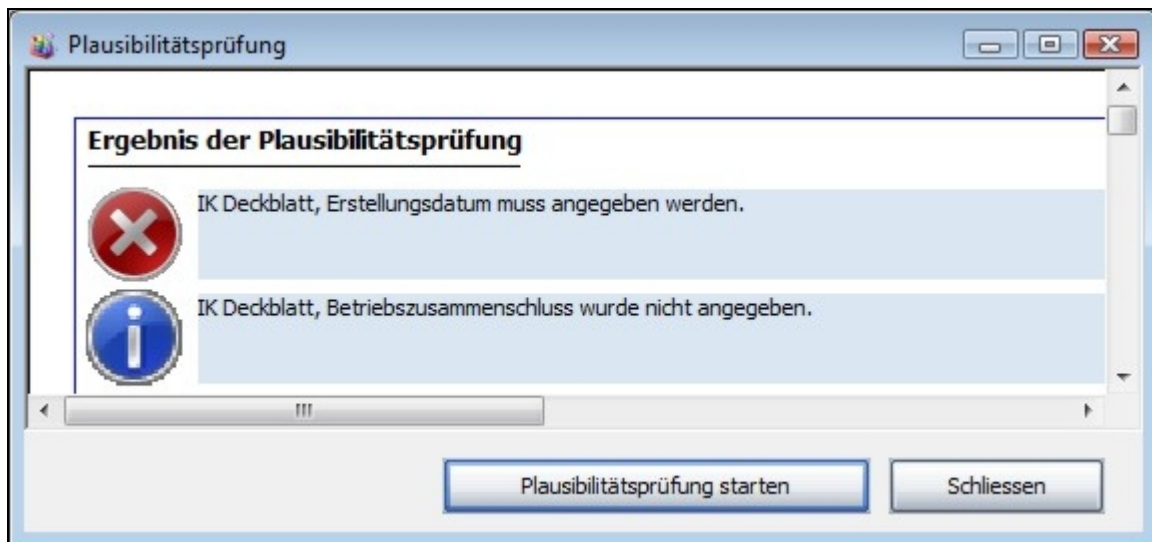 Plausibilitätsprüfung
Ergebnis der Plausibilitätsprüfung
IK Deckblatt, Erstellungsdatum muss angegeben werden.
IK Deckblatt, Betriebszusammenschluss wurde nicht angegeben.
Plausibilitätsprüfung starten
Schliessen